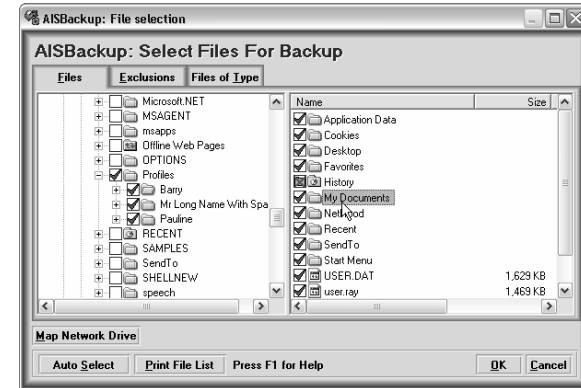 AISBackup: File selection
AISBackup: Select Files For Backup
Files Exclusions Files of Type
Microsoft.NET
MSAGENT
msapps
Offline Web Pages
OPTIONS
Profiles
Barry
Mr Long Name With Spa
Pauline
RECENT
SAMPLES
SendTo
SHELLNEW
speech
Name Size
Application Data
Cookies
Desktop
Favorites
History
My Documents
NetHood
Recent
SendTo
Start Menu
USER.DAT 1,629 KB
user.ray 1,469 KB
Map Network Drive
Auto Select Print File List Press F1 for Help OK Cancel